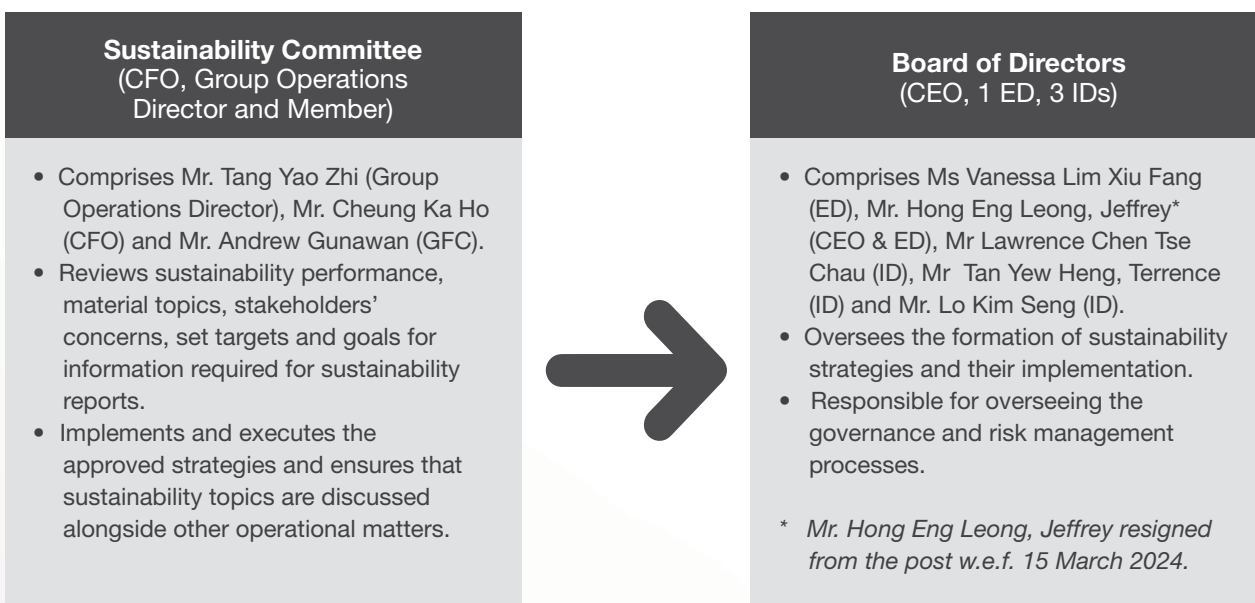 Sustainability Committee
(CFO, Group Operations
Director and Member)
• Comprises Mr. Tang Yao Zhi (Group
Operations Director), Mr. Cheung Ka Ho
(CFO) and Mr. Andrew Gunawan (GFC).
• Reviews sustainability performance,
material topics, stakeholders’
concerns, set targets and goals for
information required for sustainability
reports.
• Implements and executes the
approved strategies and ensures that
sustainability topics are discussed
alongside other operational matters.
Board of Directors
(CEO, 1 ED, 3 IDs)
• Comprises Ms Vanessa Lim Xiu Fang
(ED), Mr. Hong Eng Leong, Jeffrey*
(CEO & ED), Mr Lawrence Chen Tse
Chau (ID), Mr Tan Yew Heng, Terrence
(ID) and Mr. Lo Kim Seng (ID).
• Oversees the formation of sustainability
strategies and their implementation.
• Responsible for overseeing the
governance and risk management
processes.
* Mr. Hong Eng Leong, Jeffrey resigned
from the post w.e.f. 15 March 2024.